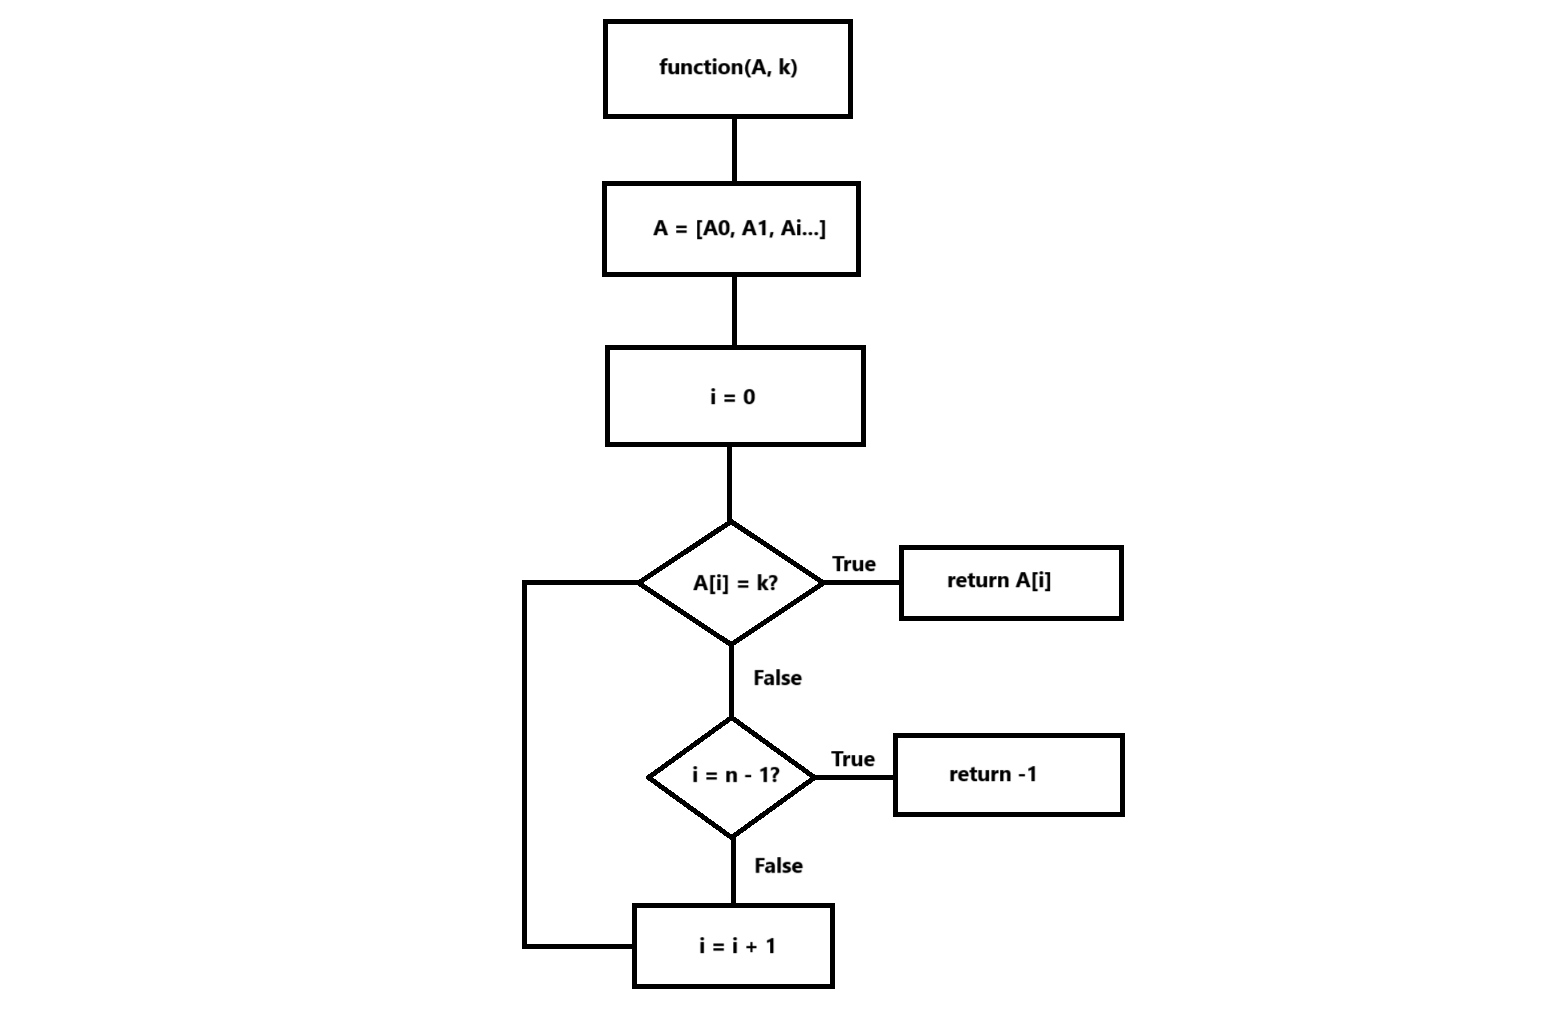 function(A, k)
A = [A0, A1, Ai...]
i = 0
A[i] = k?
True
return A[i]
False
i = n - 1?
True
return -1
False
i = i + 1